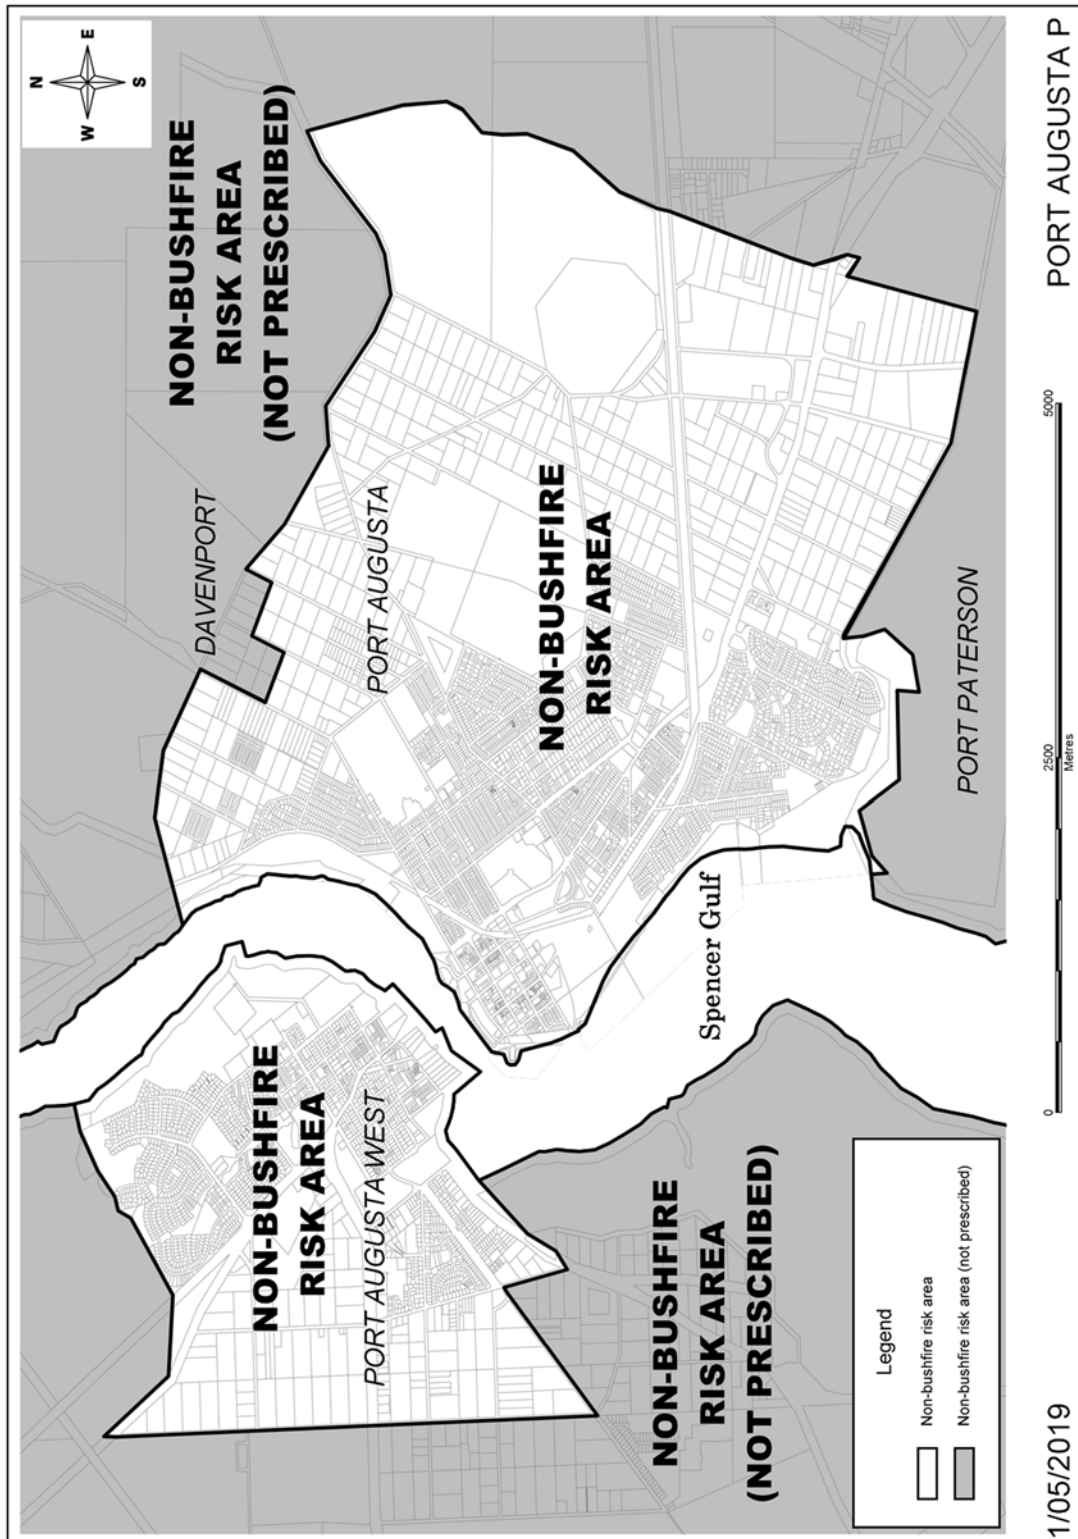 N
E
S
W
NON-BUSHFIRE
RISK AREA
(NOT PRESCRIBED)
DAVENPORT
PORT AUGUSTA
NON-BUSHFIRE
RISK AREA
NON-BUSHFIRE
RISK AREA
PORT AUGUSTA WEST
Spencer Gulf
PORT PATERSON
NON-BUSHFIRE
RISK AREA
(NOT PRESCRIBED)
Legend
Non-bushfire risk area
Non-bushfire risk area (not prescribed)
0
2500
5000
Metres
1/05/2019
PORT AUGUSTA P